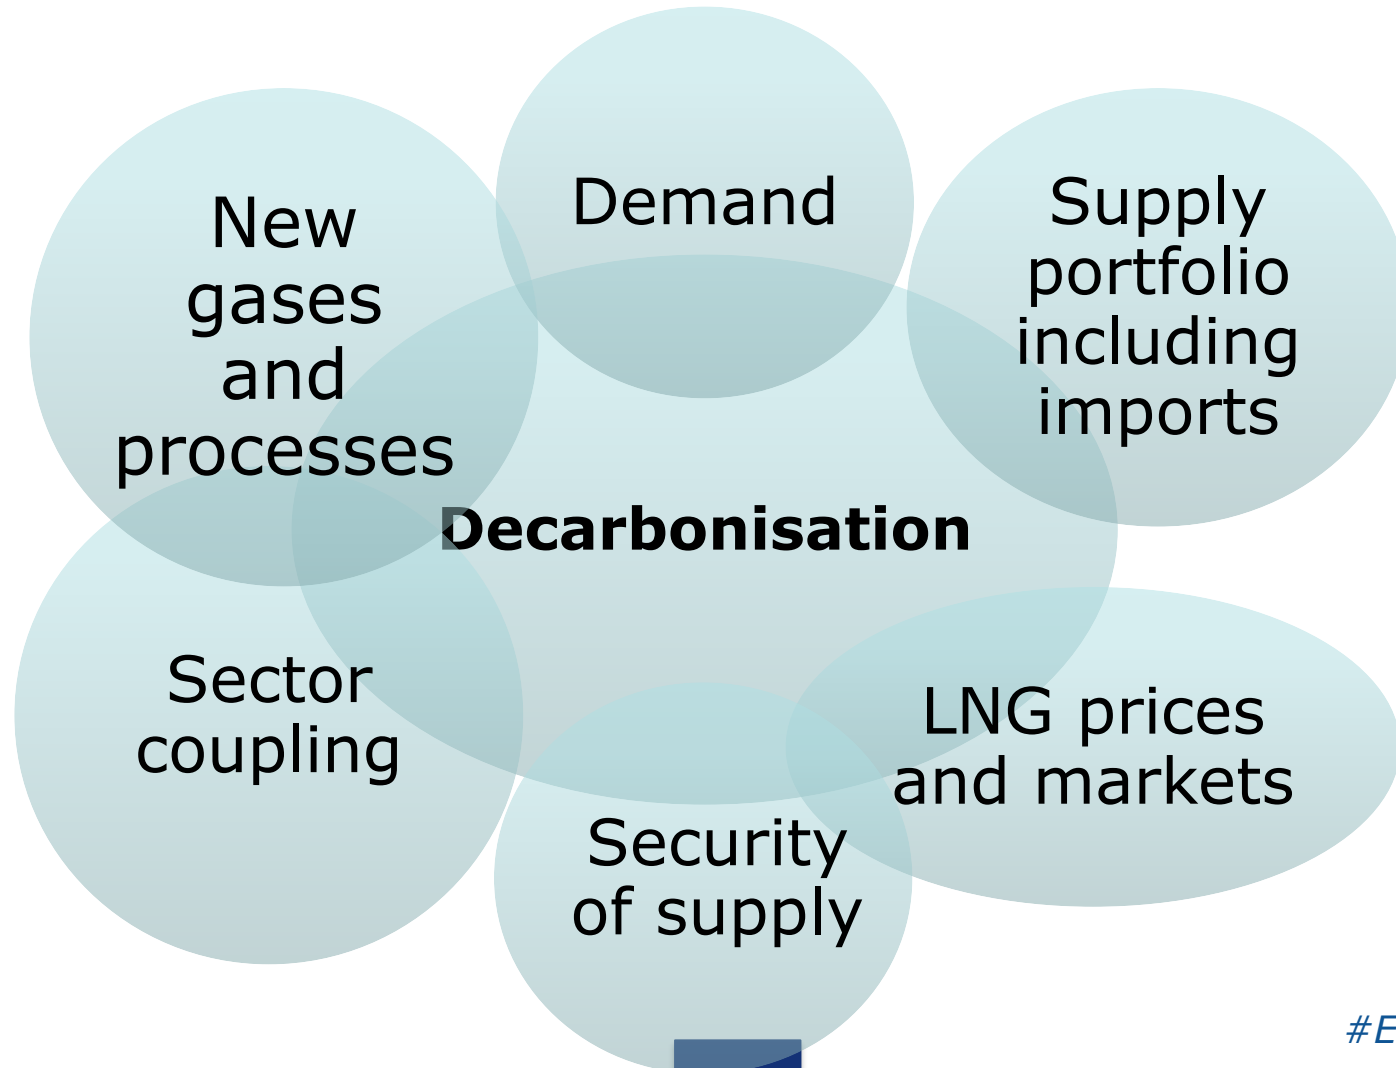 Demand
New
gases
and
processes
Supply
portfolio
including
imports
Decarbonisation
Sector
coupling
LNG prices
and markets
Security
of supply
#E